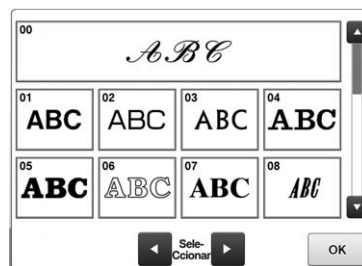 00
ABC
01 02 03 04
ABC ABC ABC ABC
05 06 07 08
ABC ABC ABC ABC
Sele-
Ccionar
OK